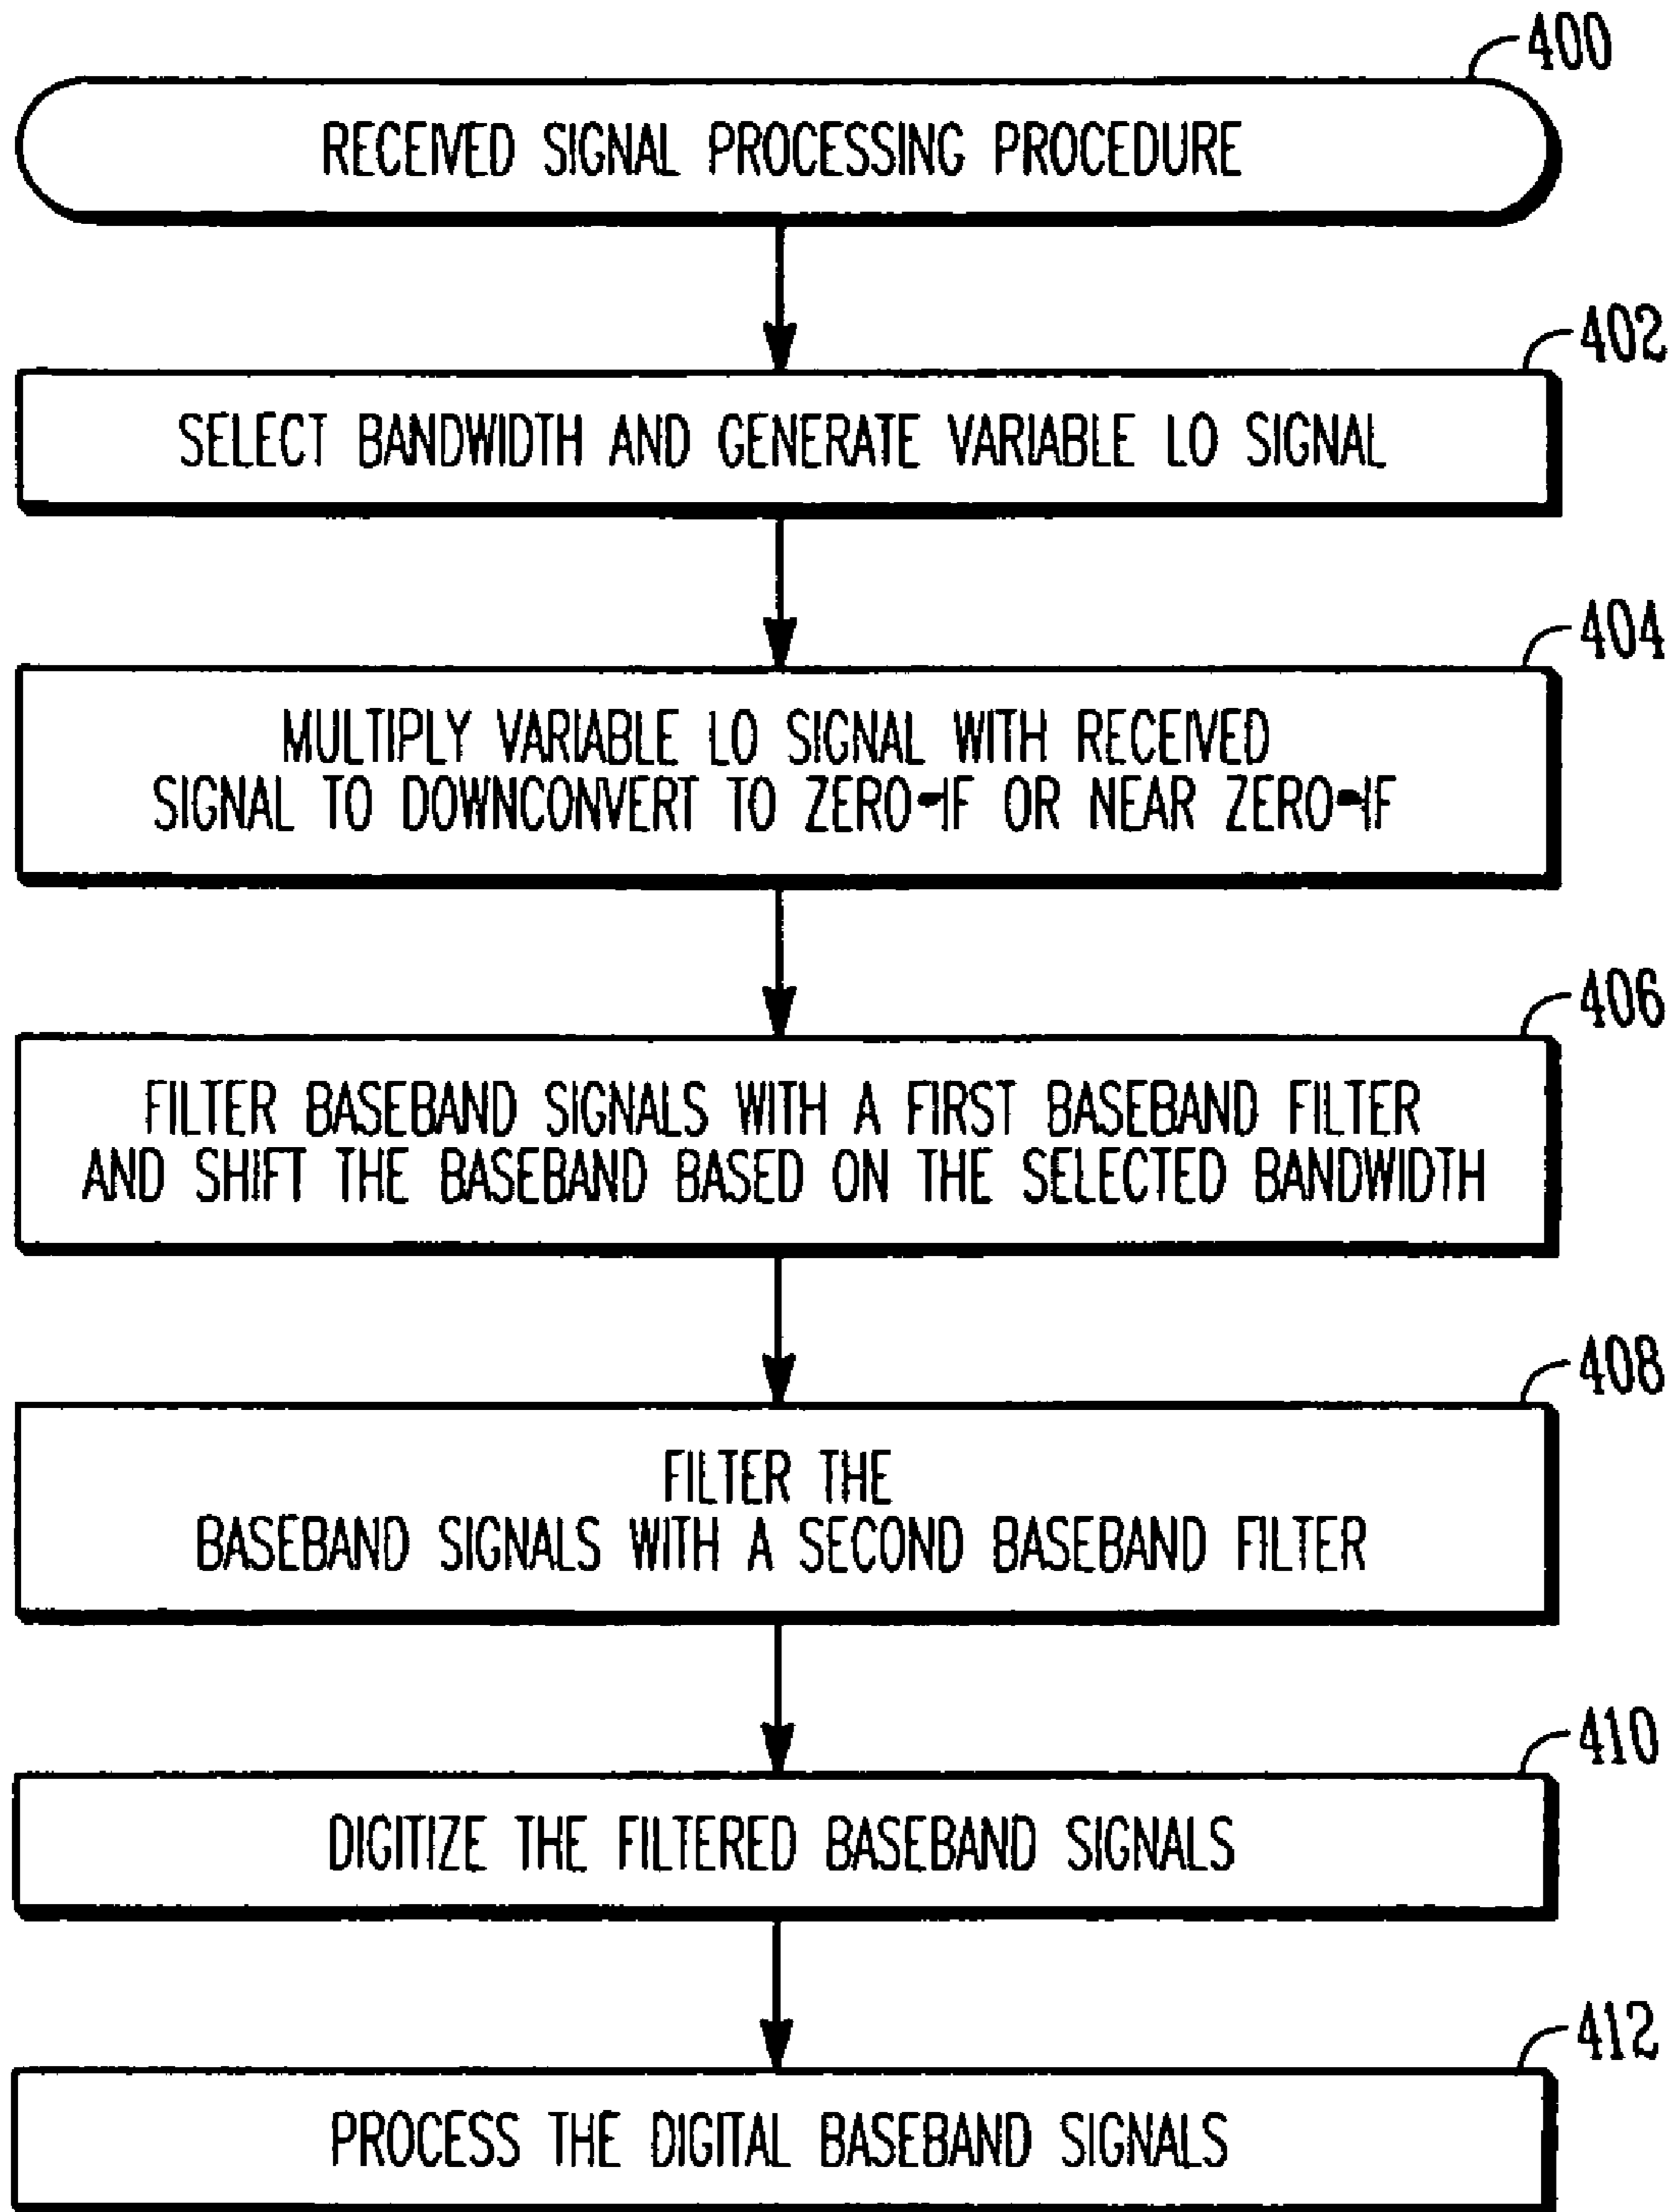 400
RECEIVED SIGNAL PROCESSING PROCEDURE
402
SELECT BANDWIDTH AND GENERATE VARIABLE LO SIGNAL
404
MULTIPLY VARIABLE LO SIGNAL WITH RECEIVED
SIGNAL TO DOWNCONVERT TO ZERO-IF OR NEAR ZERO-IF
406
FILTER BASEBAND SIGNALS WITH A FIRST BASEBAND FILTER
AND SHIFT THE BASEBAND BASED ON THE SELECTED BANDWIDTH
408
FILTER THE
BASEBAND SIGNALS WITH A SECOND BASEBAND FILTER
410
DIGITIZE THE FILTERED BASEBAND SIGNALS
412
PROCESS THE DIGITAL BASEBAND SIGNALS